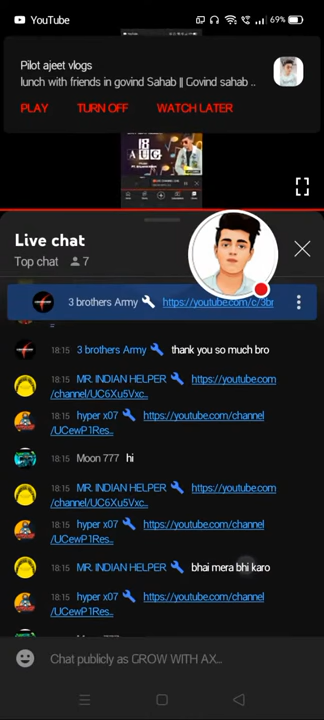 YouTube
69%
Pilot ajeet vlogs
lunch with friends in govind Sahab || Govind sahab ..
PLAY TURN OFF WATCH LATER
18
AUG
Live chat
Top chat 7
3 brothers Army https://youtube.com/c/3br
18:15 3 brothers Army thank you so much bro
18:15 MR. INDIAN HELPER https://youtube.com
/channel/UC6Xu5Vxc..
18:15 hyper x07 https://youtube.com/channel
/UCewP1Res..
18:15 Moon 777 hi
18:15 MR. INDIAN HELPER https://youtube.com
/channel/UC6Xu5Vxc..
18:15 hyper x07 https://youtube.com/channel
/UCewP1Res..
18:15 MR. INDIAN HELPER bhai mera bhi karo
18:15 hyper x07 https://youtube.com/channel
/UCewP1Res..
Chat publicly as GROW WITH AX...